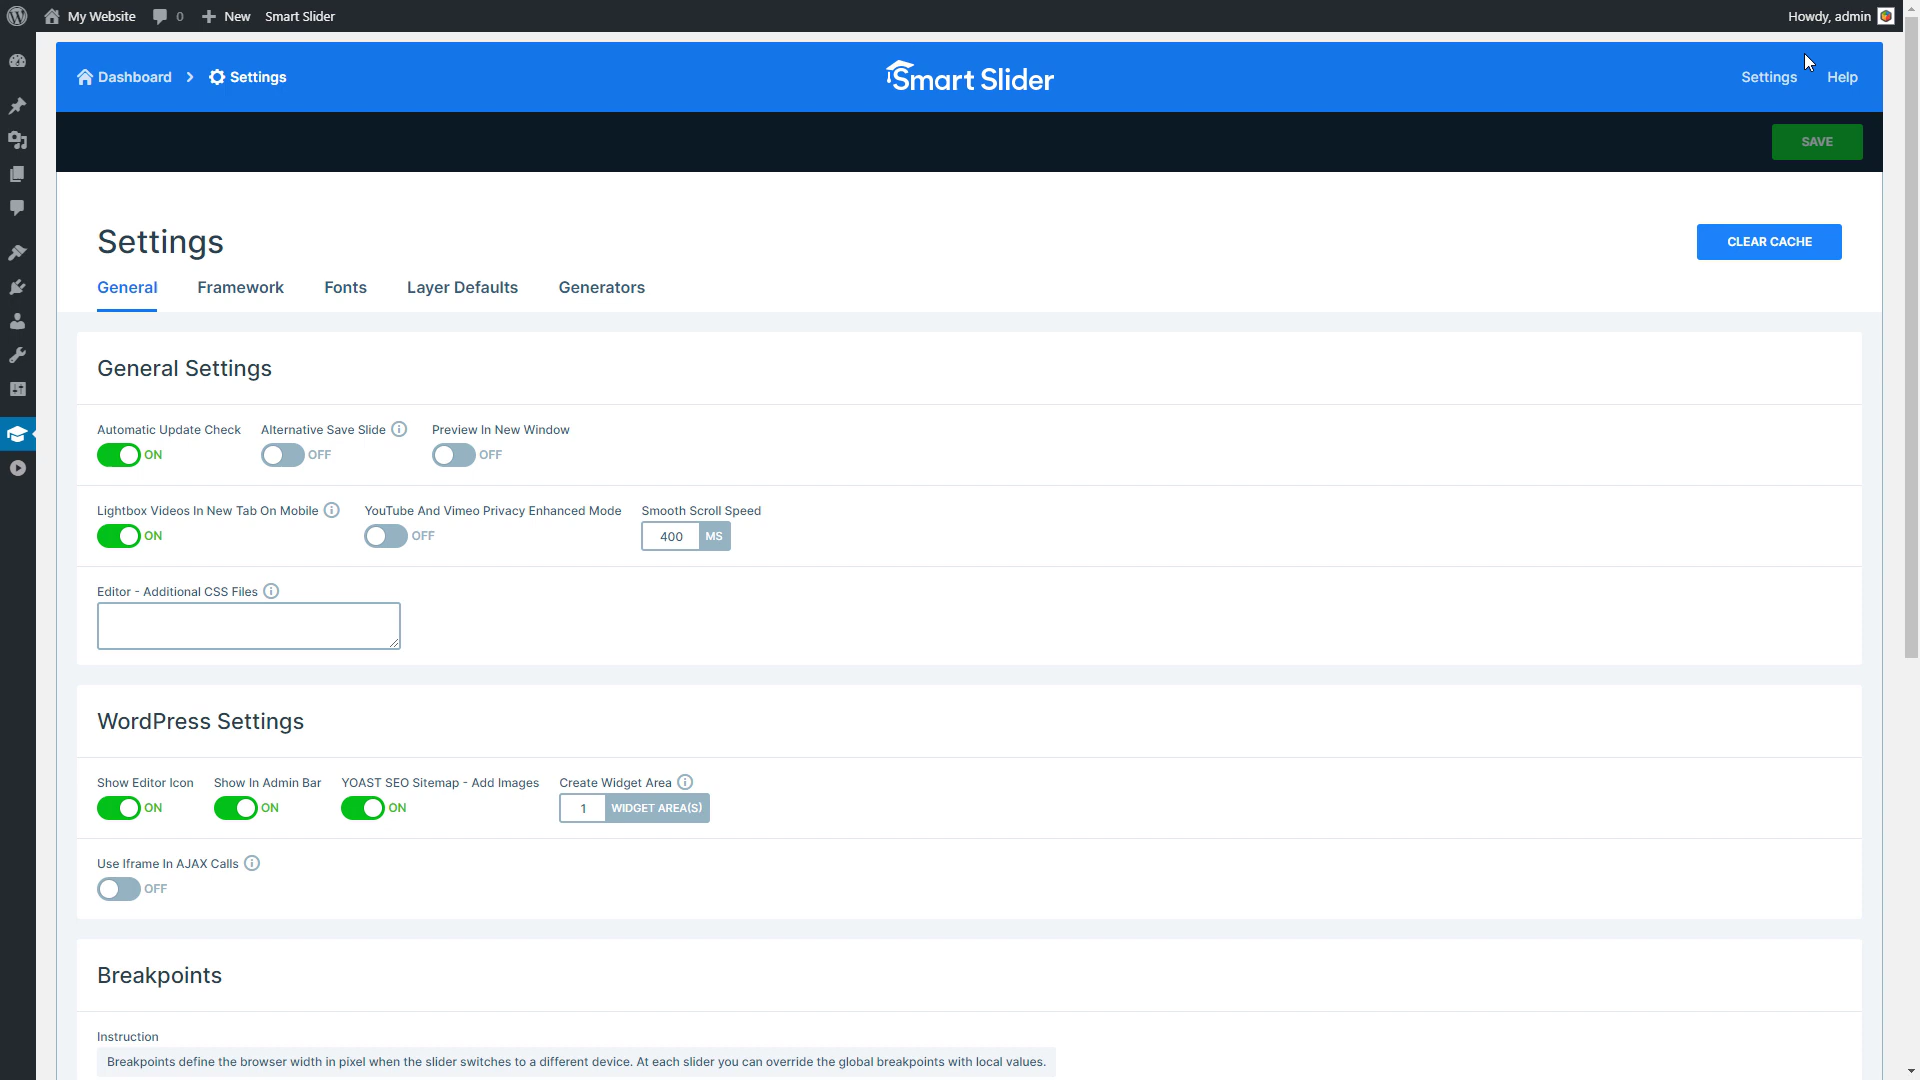 My Website 0 New Smart Slider Howdy, admin
Dashboard Settings Smart Slider Settings Help
SAVE
Settings CLEAR CACHE
General Framework Fonts Layer Defaults Generators
General Settings
Automatic Update Check Alternative Save Slide Preview In New Window
ON OFF OFF
Lightbox Videos In New Tab On Mobile YouTube And Vimeo Privacy Enhanced Mode Smooth Scroll Speed
ON OFF 400 MS
Editor - Additional CSS Files
WordPress Settings
Show Editor Icon Show In Admin Bar YOAST SEO Sitemap - Add Images Create Widget Area
ON ON ON 1 WIDGET AREA(S)
Use Iframe In AJAX Calls
OFF
Breakpoints
Instruction
Breakpoints define the browser width in pixel when the slider switches to a different device. At each slider you can override the global breakpoints with local values.